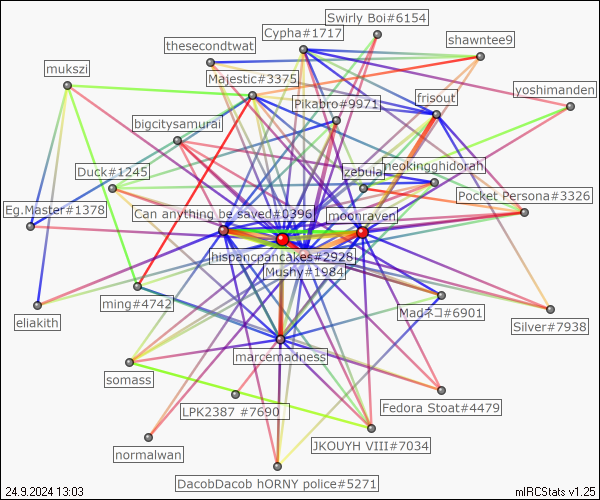 Swirly Boi#6154
Cypha#1717
shawntee9
thesecondtwat
mukszi
Majestic#3375
yoshimanden
frisout
Pikabro#9971
bigcitysamurai
neokingghidorah
zebula
Duck#1245
Pocket Persona#3326
Eg.Master#1378
Can anything be saved#0396
moonraven
hispancpancakes#2928
Mushy#1984
ming#4742
Madネコ#6901
eliakith
Silver#7938
marcemadness
somass
Fedora Stoat#4479
LPK2387 #7690
JKOUYH VIII#7034
normalwan
DacobDacob hORNY police#5271
24.9.2024 13:03
mIRCStats v1.25